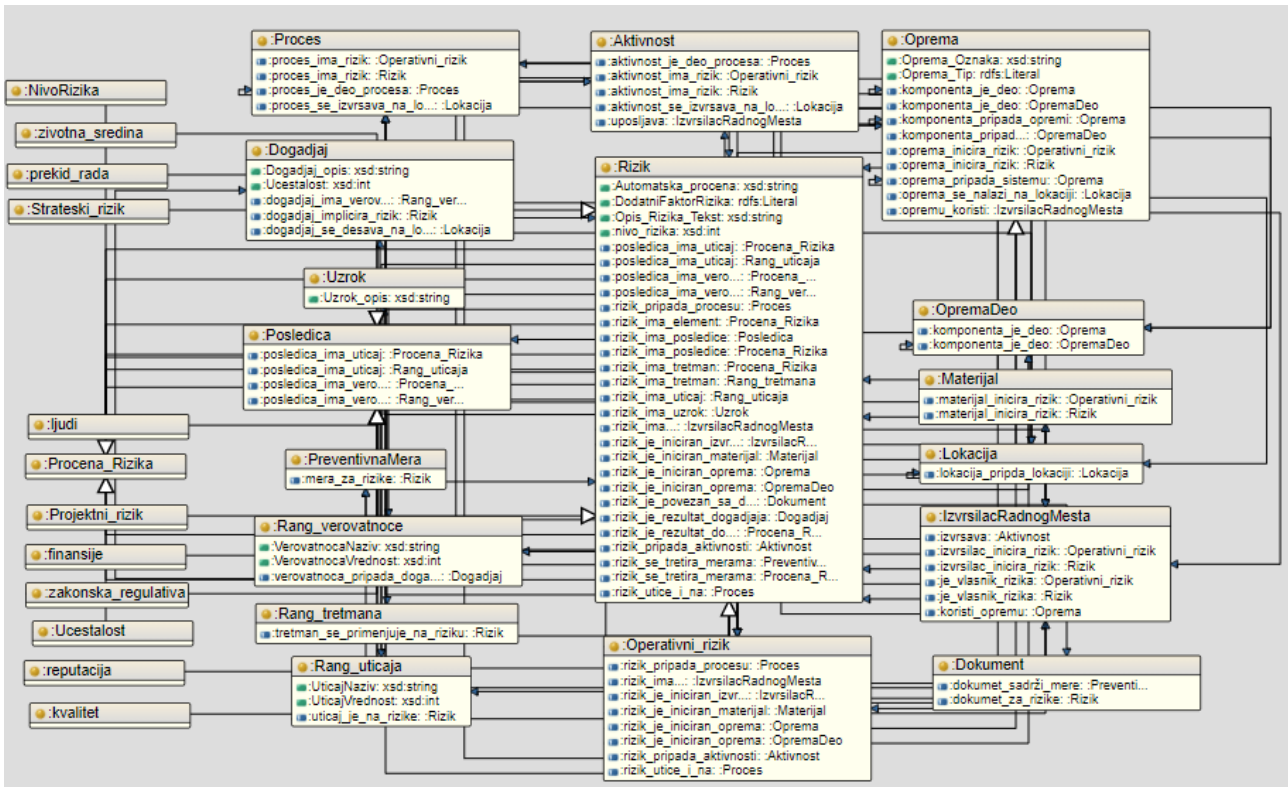 :Proces
:proces_ima_rizik: :Operativni_rizik
:proces_ima_rizik: :Rizik
:proces_je_deo_procesa: :Proces
:proces_se_izvrsava_na_lo...: :Lokacija
:Aktivnost
:aktivnost_je_deo_procesa: :Proces
:aktivnost_ima_rizik: :Operativni_rizik
:aktivnost_ima_rizik: :Rizik
:aktivnost_se_izvrsava_na_lo...: :Lokacija
:uposljava: :IzvrsilacRadnogMesta
:Oprema
:Oprema_Oznaka: xsd:string
:Oprema_Tip: rdfs:Literal
:komponenta_je_deo: :Oprema
:komponenta_je_deo: :OpremaDeo
:komponenta_pripada_opremi: :Oprema
:komponenta_pripad...: :OpremaDeo
:oprema_inicira_rizik: :Operativni_rizik
:oprema_inicira_rizik: :Rizik
:oprema_pripada_sistemu: :Oprema
:oprema_se_nalazi_na_lokaciji: :Lokacija
:opremu_koristi: :IzvrsilacRadnogMesta
:NivoRizika
:zivotna_sredina
:prekid_rada
:Strateski_rizik
:Dogadjaj
:Dogadjaj_opis: xsd:string
:Ucestalost: xsd:int
:dogadjaj_ima_verov...: :Rang_ver...
:dogadjaj_implicira_rizik: :Rizik
:dogadjaj_se_desava_na_lo...: :Lokacija
:Uzrok
:Uzrok_opis: xsd:string
:Posledica
:posledica_ima_uticaj: :Procena_Rizika
:posledica_ima_uticaj: :Rang_uticaja
:posledica_ima_vero...: :Procena_...
:posledica_ima_vero...: :Rang_ver...
:Rizik
:Automatska_procena: xsd:string
:DodatniFaktorRizika: rdfs:Literal
:Opis_Rizika_Tekst: xsd:string
:nivo_rizika: xsd:int
:posledica_ima_uticaj: :Procena_Rizika
:posledica_ima_uticaj: :Rang_uticaja
:posledica_ima_vero...: :Procena_...
:posledica_ima_vero...: :Rang_ver...
:rizik_pripada_procesu: :Proces
:rizik_ima_element: :Procena_Rizika
:rizik_ima_posledice: :Posledica
:rizik_ima_posledice: :Procena_Rizika
:rizik_ima_tretman: :Procena_Rizika
:rizik_ima_tretman: :Rang_tretmana
:rizik_ima_uticaj: :Rang_uticaja
:rizik_ima_uzrok: :Uzrok
:rizik_ima...: :IzvrsilacRadnogMesta
:rizik_je_iniciran_izvr...: :IzvrsilacR...
:rizik_je_iniciran_materijal: :Materijal
:rizik_je_iniciran_oprema: :Oprema
:rizik_je_iniciran_oprema: :OpremaDeo
:rizik_je_povezan_sa_d...: :Dokument
:rizik_je_rezultat_dogadjaja: :Dogadjaj
:rizik_je_rezultat_do...: :Procena_R...
:rizik_pripada_aktivnosti: :Aktivnost
:rizik_se_tretira_merama: :Preventiv...
:rizik_se_tretira_merama: :Procena_R...
:rizik_utice_i_na: :Proces
:OpremaDeo
:komponenta_je_deo: :Oprema
:komponenta_je_deo: :OpremaDeo
:Materijal
:materijal_inicira_rizik: :Operativni_rizik
:materijal_inicira_rizik: :Rizik
:Lokacija
:lokacija_pripda_lokaciji: :Lokacija
:IzvrsilacRadnogMesta
:izvrsava: :Aktivnost
:izvrsilac_inicira_rizik: :Operativni_rizik
:izvrsilac_inicira_rizik: :Rizik
:je_vlasnik_rizika: :Operativni_rizik
:je_vlasnik_rizika: :Rizik
:koristi_opremu: :Oprema
:ljudi
:Procena_Rizika
:Projektni_rizik
:finansije
:zakonska_regulativa
:Ucestalost
:reputacija
:kvalitet
:PreventivnaMera
:mera_za_rizike: :Rizik
:Rang_verovatnoce
:VerovatnocaNaziv: xsd:string
:VerovatnocaVrednost: xsd:int
:verovatnoca_pripada_doga...: :Dogadjaj
:Rang_tretmana
:tretman_se_primenjuje_na_riziku: :Rizik
:Rang_uticaja
:UticajNaziv: xsd:string
:UticajVrednost: xsd:int
:uticaj_je_na_rizike: :Rizik
:Operativni_rizik
:rizik_pripada_procesu: :Proces
:rizik_ima...: :IzvrsilacRadnogMesta
:rizik_je_iniciran_izvr...: :IzvrsilacR...
:rizik_je_iniciran_materijal: :Materijal
:rizik_je_iniciran_oprema: :Oprema
:rizik_je_iniciran_oprema: :OpremaDeo
:rizik_pripada_aktivnosti: :Aktivnost
:rizik_utice_i_na: :Proces
:Dokument
:dokumet_sadrži_mere: :Preventi...
:dokumet_za_rizike: :Rizik